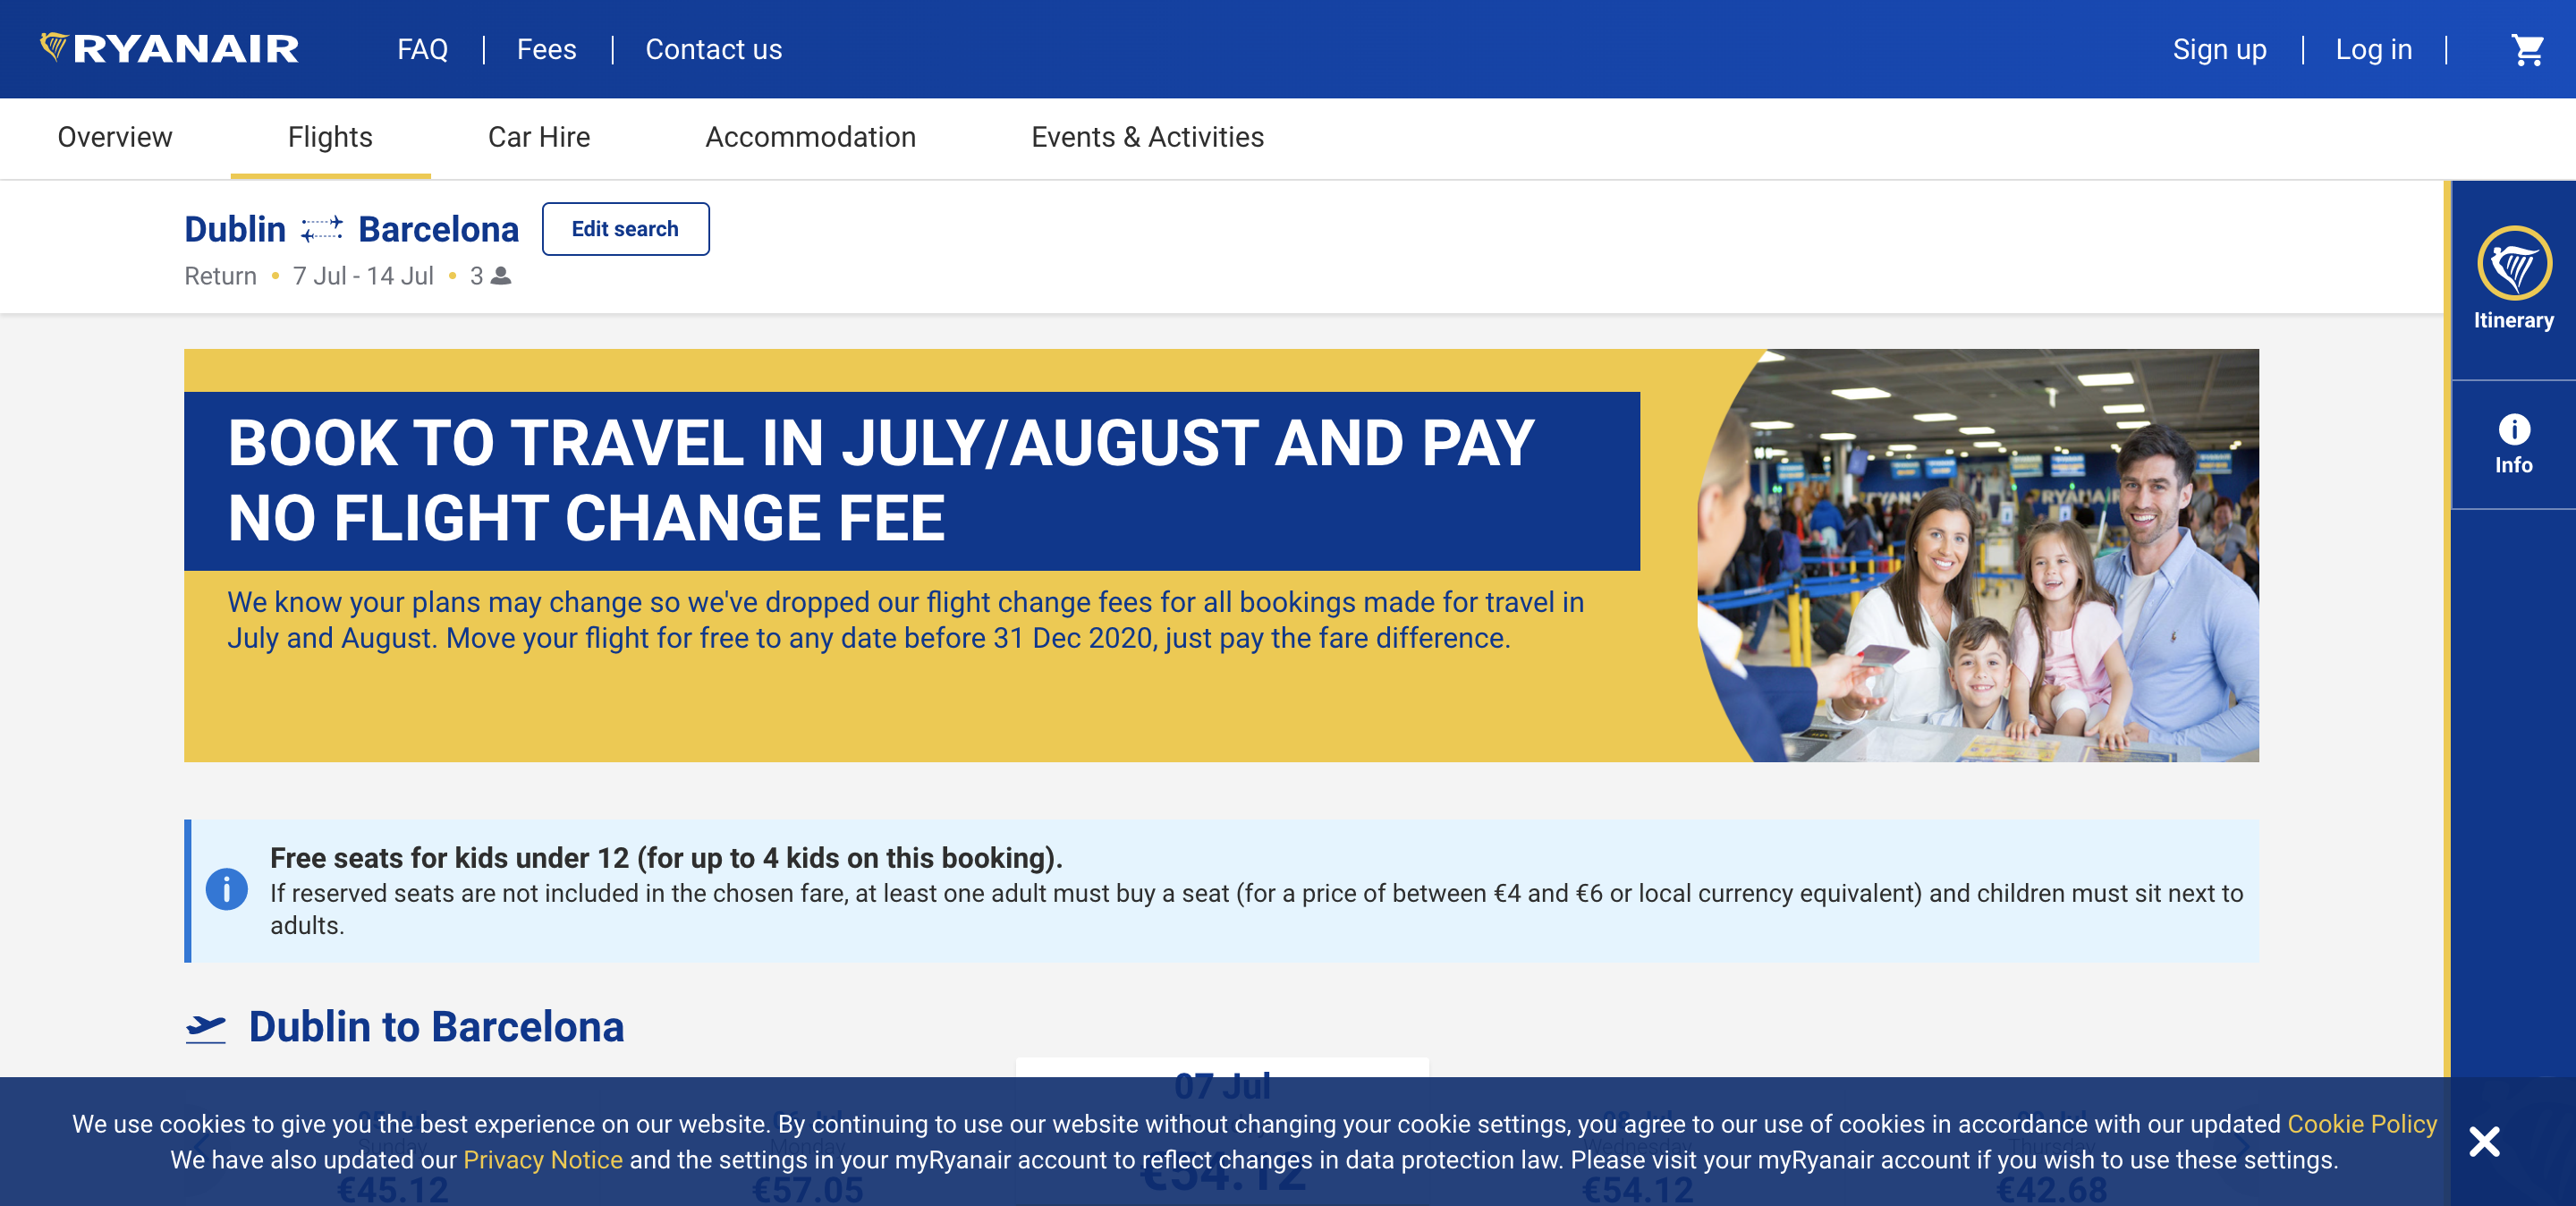 RYANAIR
FAQ
Fees
Contact us
Sign up
Log in
Overview
Flights
Car Hire
Accommodation
Events & Activities
Dublin
Barcelona
Edit search
Return • 7 Jul - 14 Jul • 3
Itinerary
Info
BOOK TO TRAVEL IN JULY/AUGUST AND PAY
NO FLIGHT CHANGE FEE
We know your plans may change so we've dropped our flight change fees for all bookings made for travel in
July and August. Move your flight for free to any date before 31 Dec 2020, just pay the fare difference.
RYANAIR
Free seats for kids under 12 (for up to 4 kids on this booking).
If reserved seats are not included in the chosen fare, at least one adult must buy a seat (for a price of between €4 and €6 or local currency equivalent) and children must sit next to
adults.
Dublin to Barcelona
07 Jul
We use cookies to give you the best experience on our website. By continuing to use our website without changing your cookie settings, you agree to our use of cookies in accordance with our updated Cookie Policy
Sunday
Monday
Wednesday
Thursday
We have also updated our Privacy Notice and the settings in your myRyanair account to reflect changes in data protection law. Please visit your myRyanair account if you wish to use these settings.
€45.12
€57.05
€54.12
€54.12
€42.68